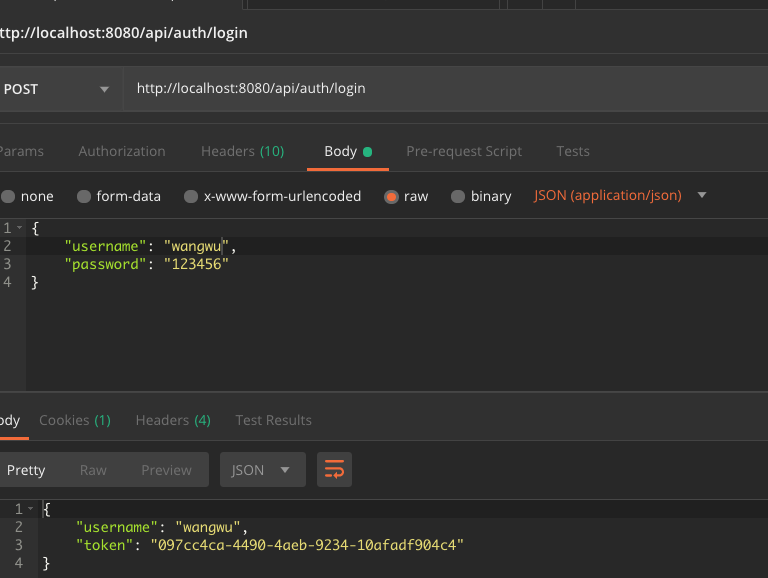 ttp://localhost:8080/api/auth/login
POST http://localhost:8080/api/auth/login
Params Authorization Headers (10) Body Pre-request Script Tests
none form-data x-www-form-urlencoded raw binary JSON (application/json)
1 {
2 "username": "wangwu",
3 "password": "123456"
4 }
ody Cookies (1) Headers (4) Test Results
Pretty Raw Preview JSON
1 {
2 "username": "wangwu",
3 "token": "097cc4ca-4490-4aeb-9234-10afadf904c4"
4 }